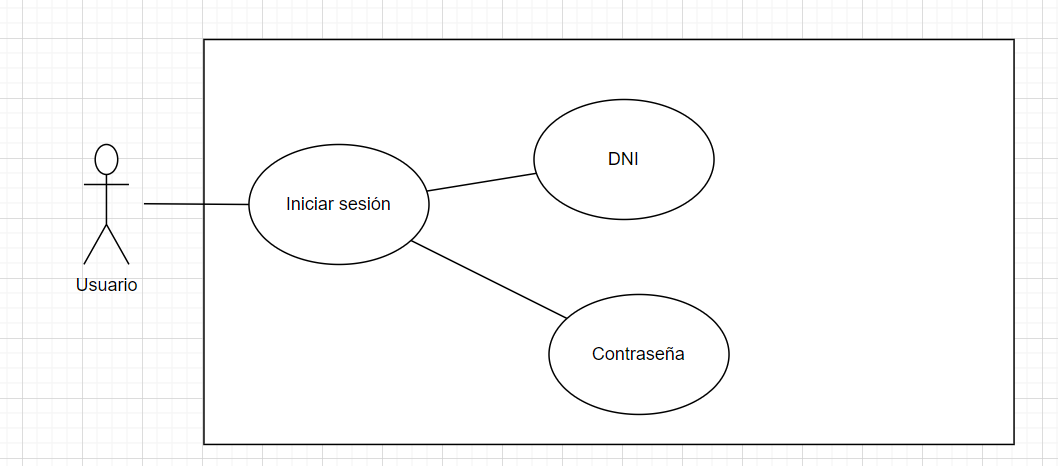 DNI
Iniciar sesión
Usuario
Contraseña